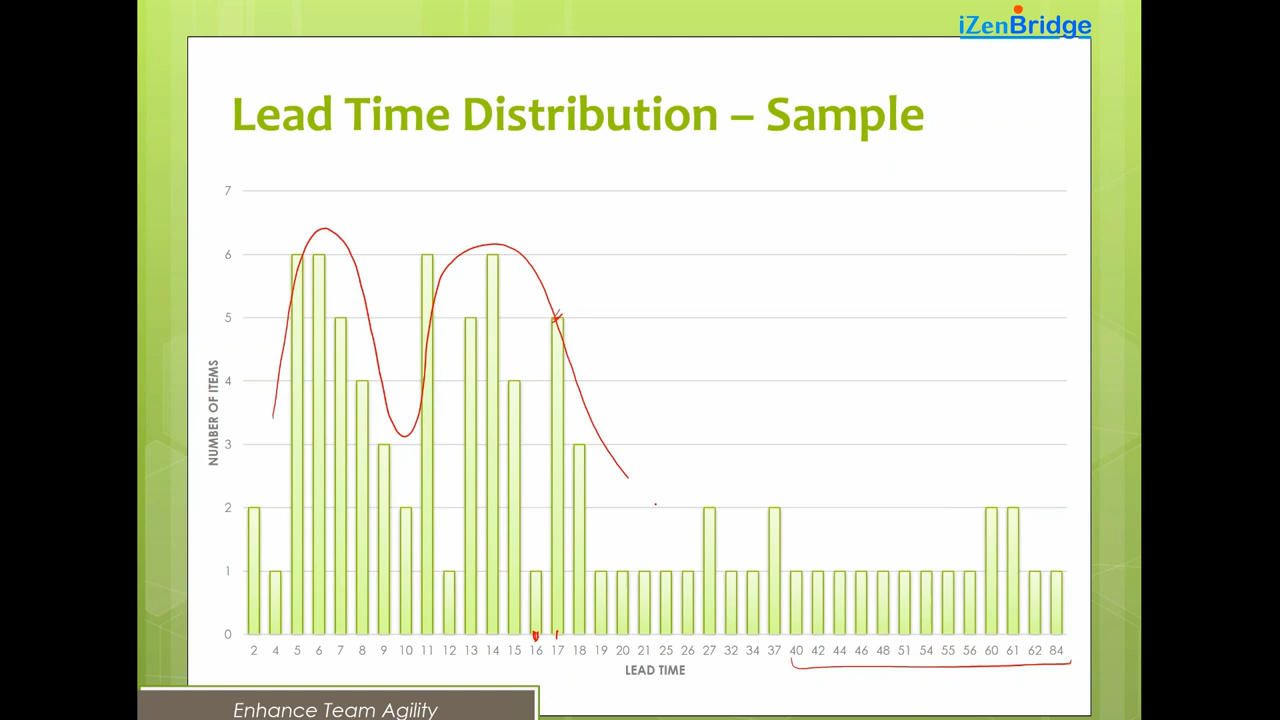 iZenBridge
Lead Time Distribution – Sample
7
6
5
4
3
2
1
0
NUMBER OF ITEMS
2 4 5 6 7 8 9 10 11 12 13 14 15 16 17 18 19 20 21 25 26 27 32 34 37 40 42 44 46 48 51 54 55 56 60 61 62 84
LEAD TIME
Enhance Team Agility